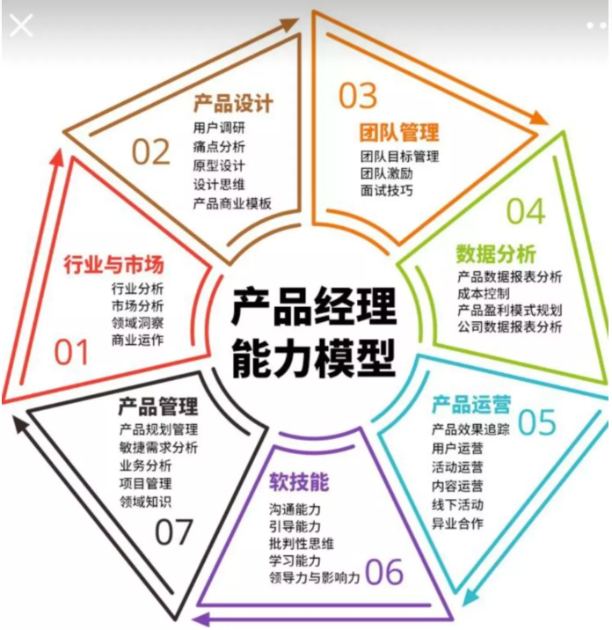 产品经理
能力模型
01
行业与市场
行业分析
市场分析
领域洞察
商业运作
02
产品设计
用户调研
痛点分析
原型设计
设计思维
产品商业模板
03
团队管理
团队目标管理
团队激励
面试技巧
04
数据分析
产品数据报表分析
成本控制
产品盈利模式规划
公司数据报表分析
05
产品运营
产品效果追踪
用户运营
活动运营
内容运营
线下活动
异业合作
06
软技能
沟通能力
引导能力
批判性思维
学习能力
领导力与影响力
07
产品管理
产品规划管理
敏捷需求分析
业务分析
项目管理
领域知识